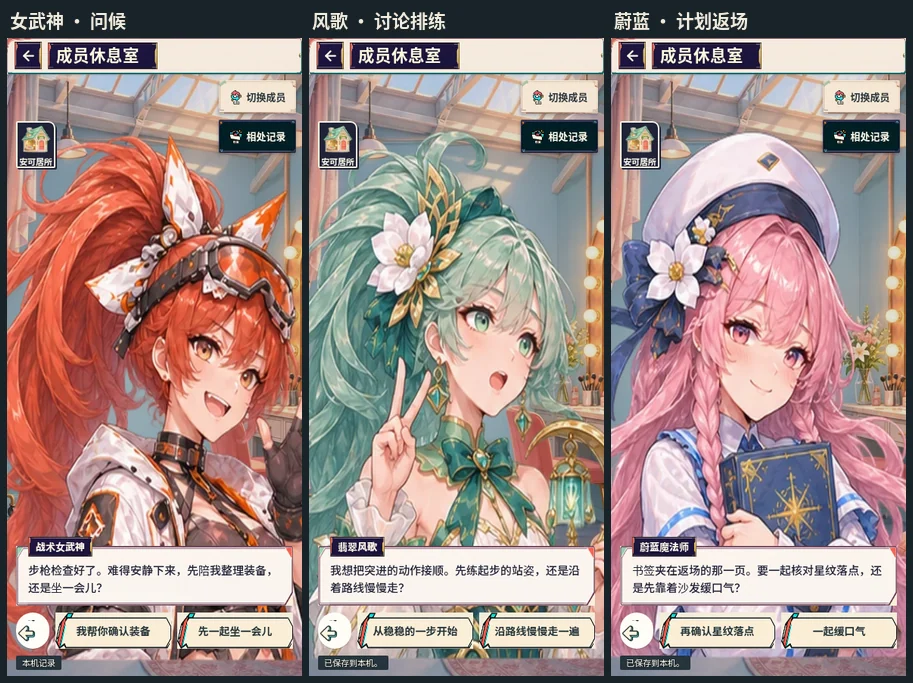 女武神 · 问候
成员休息室
切换成员
相处记录
安可居所
战术女武神
步枪检查好了。难得安静下来，先陪我整理装备，
还是坐一会儿？
我帮你确认装备
先一起坐一会儿
本机记录
风歌 · 讨论排练
成员休息室
切换成员
相处记录
安可居所
翡翠风歌
我想把突进的动作接顺。先练起步的站姿，还是沿
着路线慢慢走？
从稳稳的一步开始
沿路线慢慢走一遍
已保存到本机。
蔚蓝 · 计划返场
成员休息室
切换成员
相处记录
安可居所
蔚蓝魔法师
书签夹在返场的那一页。要一起核对星纹落点，还
是先靠着沙发缓口气？
再确认星纹落点
一起缓口气
已保存到本机。